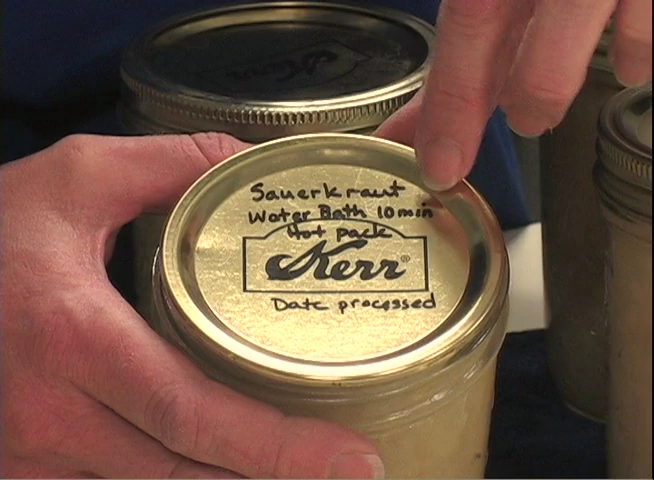 Sauerkraut
Water Bath 10 min
Hot pack
Kerr®
Date processed